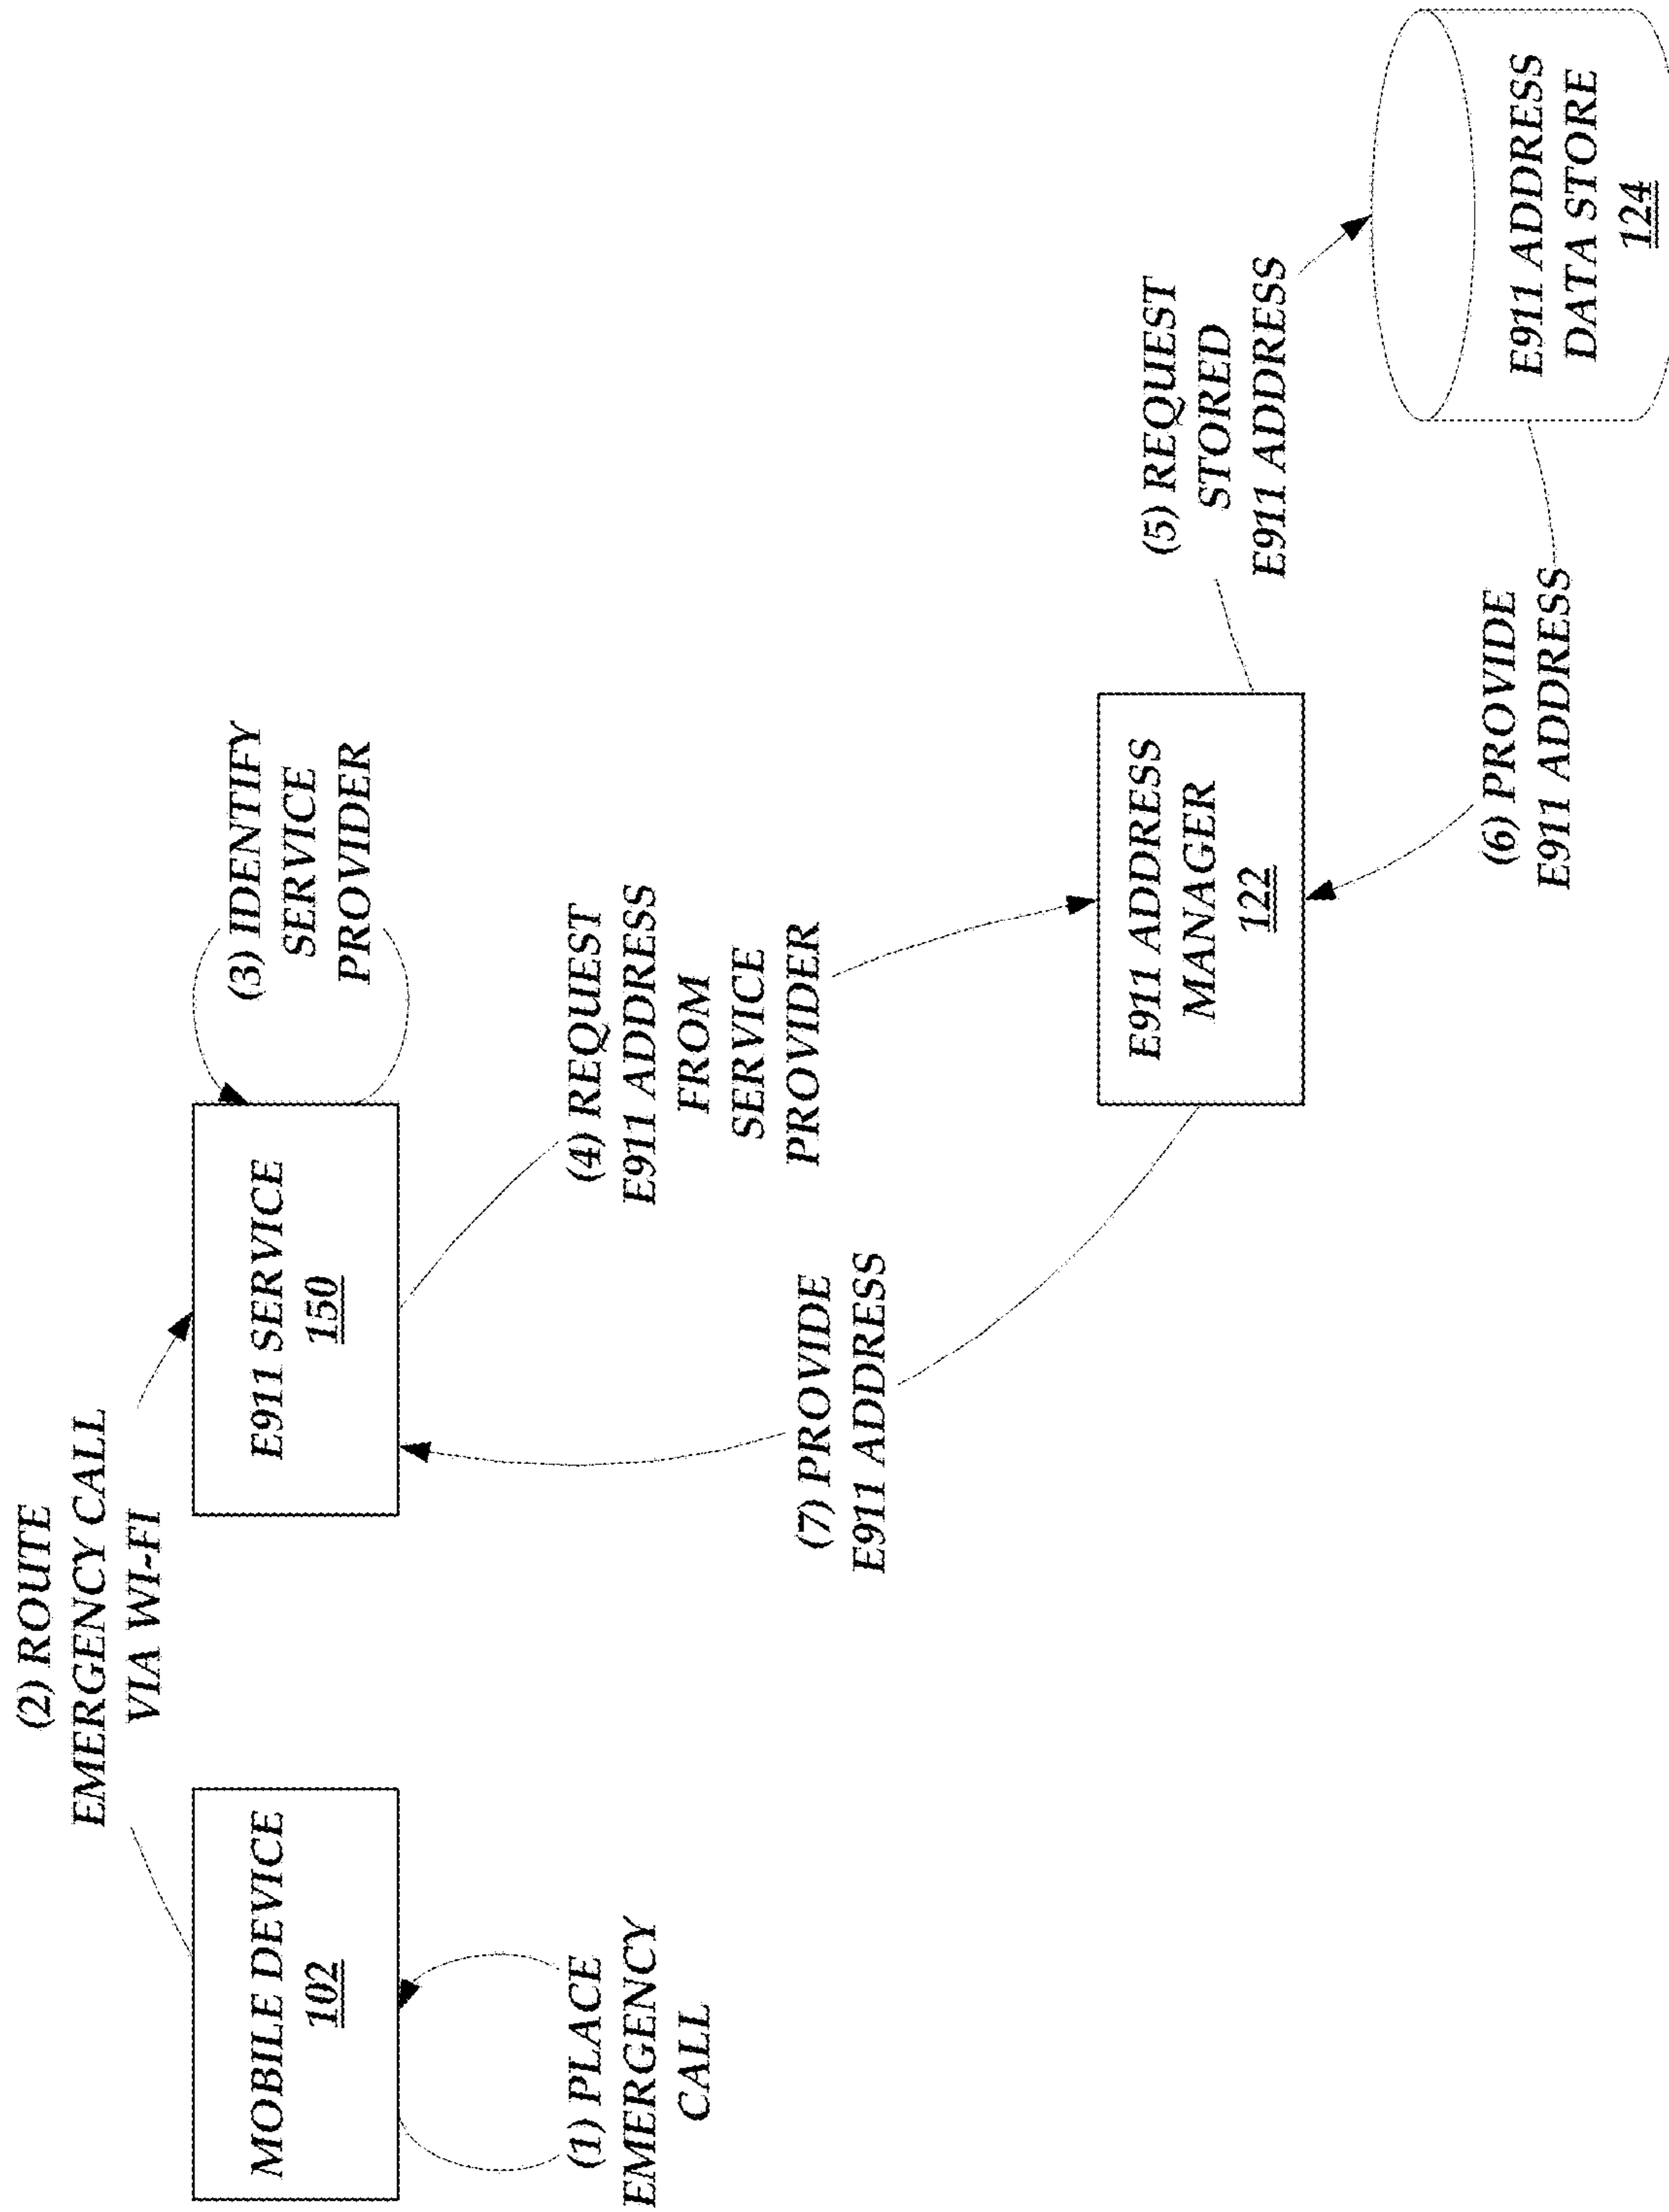 (2) ROUTE
EMERGENCY CALL
VIA WI-FI
MOBILE DEVICE
102
E911 SERVICE
150
(3) IDENTIFY
SERVICE
PROVIDER
(1) PLACE
EMERGENCY
CALL
(4) REQUEST
E911 ADDRESS
FROM
SERVICE
PROVIDER
(7) PROVIDE
E911 ADDRESS
E911 ADDRESS
MANAGER
122
(5) REQUEST
STORED
E911 ADDRESS
(6) PROVIDE
E911 ADDRESS
E911 ADDRESS
DATA STORE
124